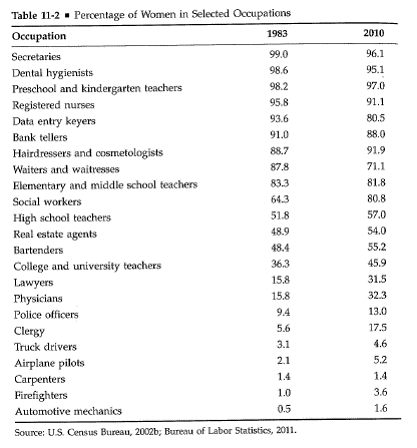 Table 11-2 ▪ Percentage of Women in Selected Occupations
Occupation 1983 2010
Secretaries 99.0 96.1
Dental hygienists 98.6 95.1
Preschool and kindergarten teachers 98.2 97.0
Registered nurses 95.8 91.1
Data entry keyers 93.6 80.5
Bank tellers 91.0 88.0
Hairdressers and cosmetologists 88.7 91.9
Waiters and waitresses 87.8 71.1
Elementary and middle school teachers 83.3 81.8
Social workers 64.3 80.8
High school teachers 51.8 57.0
Real estate agents 48.9 54.0
Bartenders 48.4 55.2
College and university teachers 36.3 45.9
Lawyers 15.8 31.5
Physicians 15.8 32.3
Police officers 9.4 13.0
Clergy 5.6 17.5
Truck drivers 3.1 4.6
Airplane pilots 2.1 5.2
Carpenters 1.4 1.4
Firefighters 1.0 3.6
Automotive mechanics 0.5 1.6
Source: U.S. Census Bureau, 2002b; Bureau of Labor Statistics, 2011.